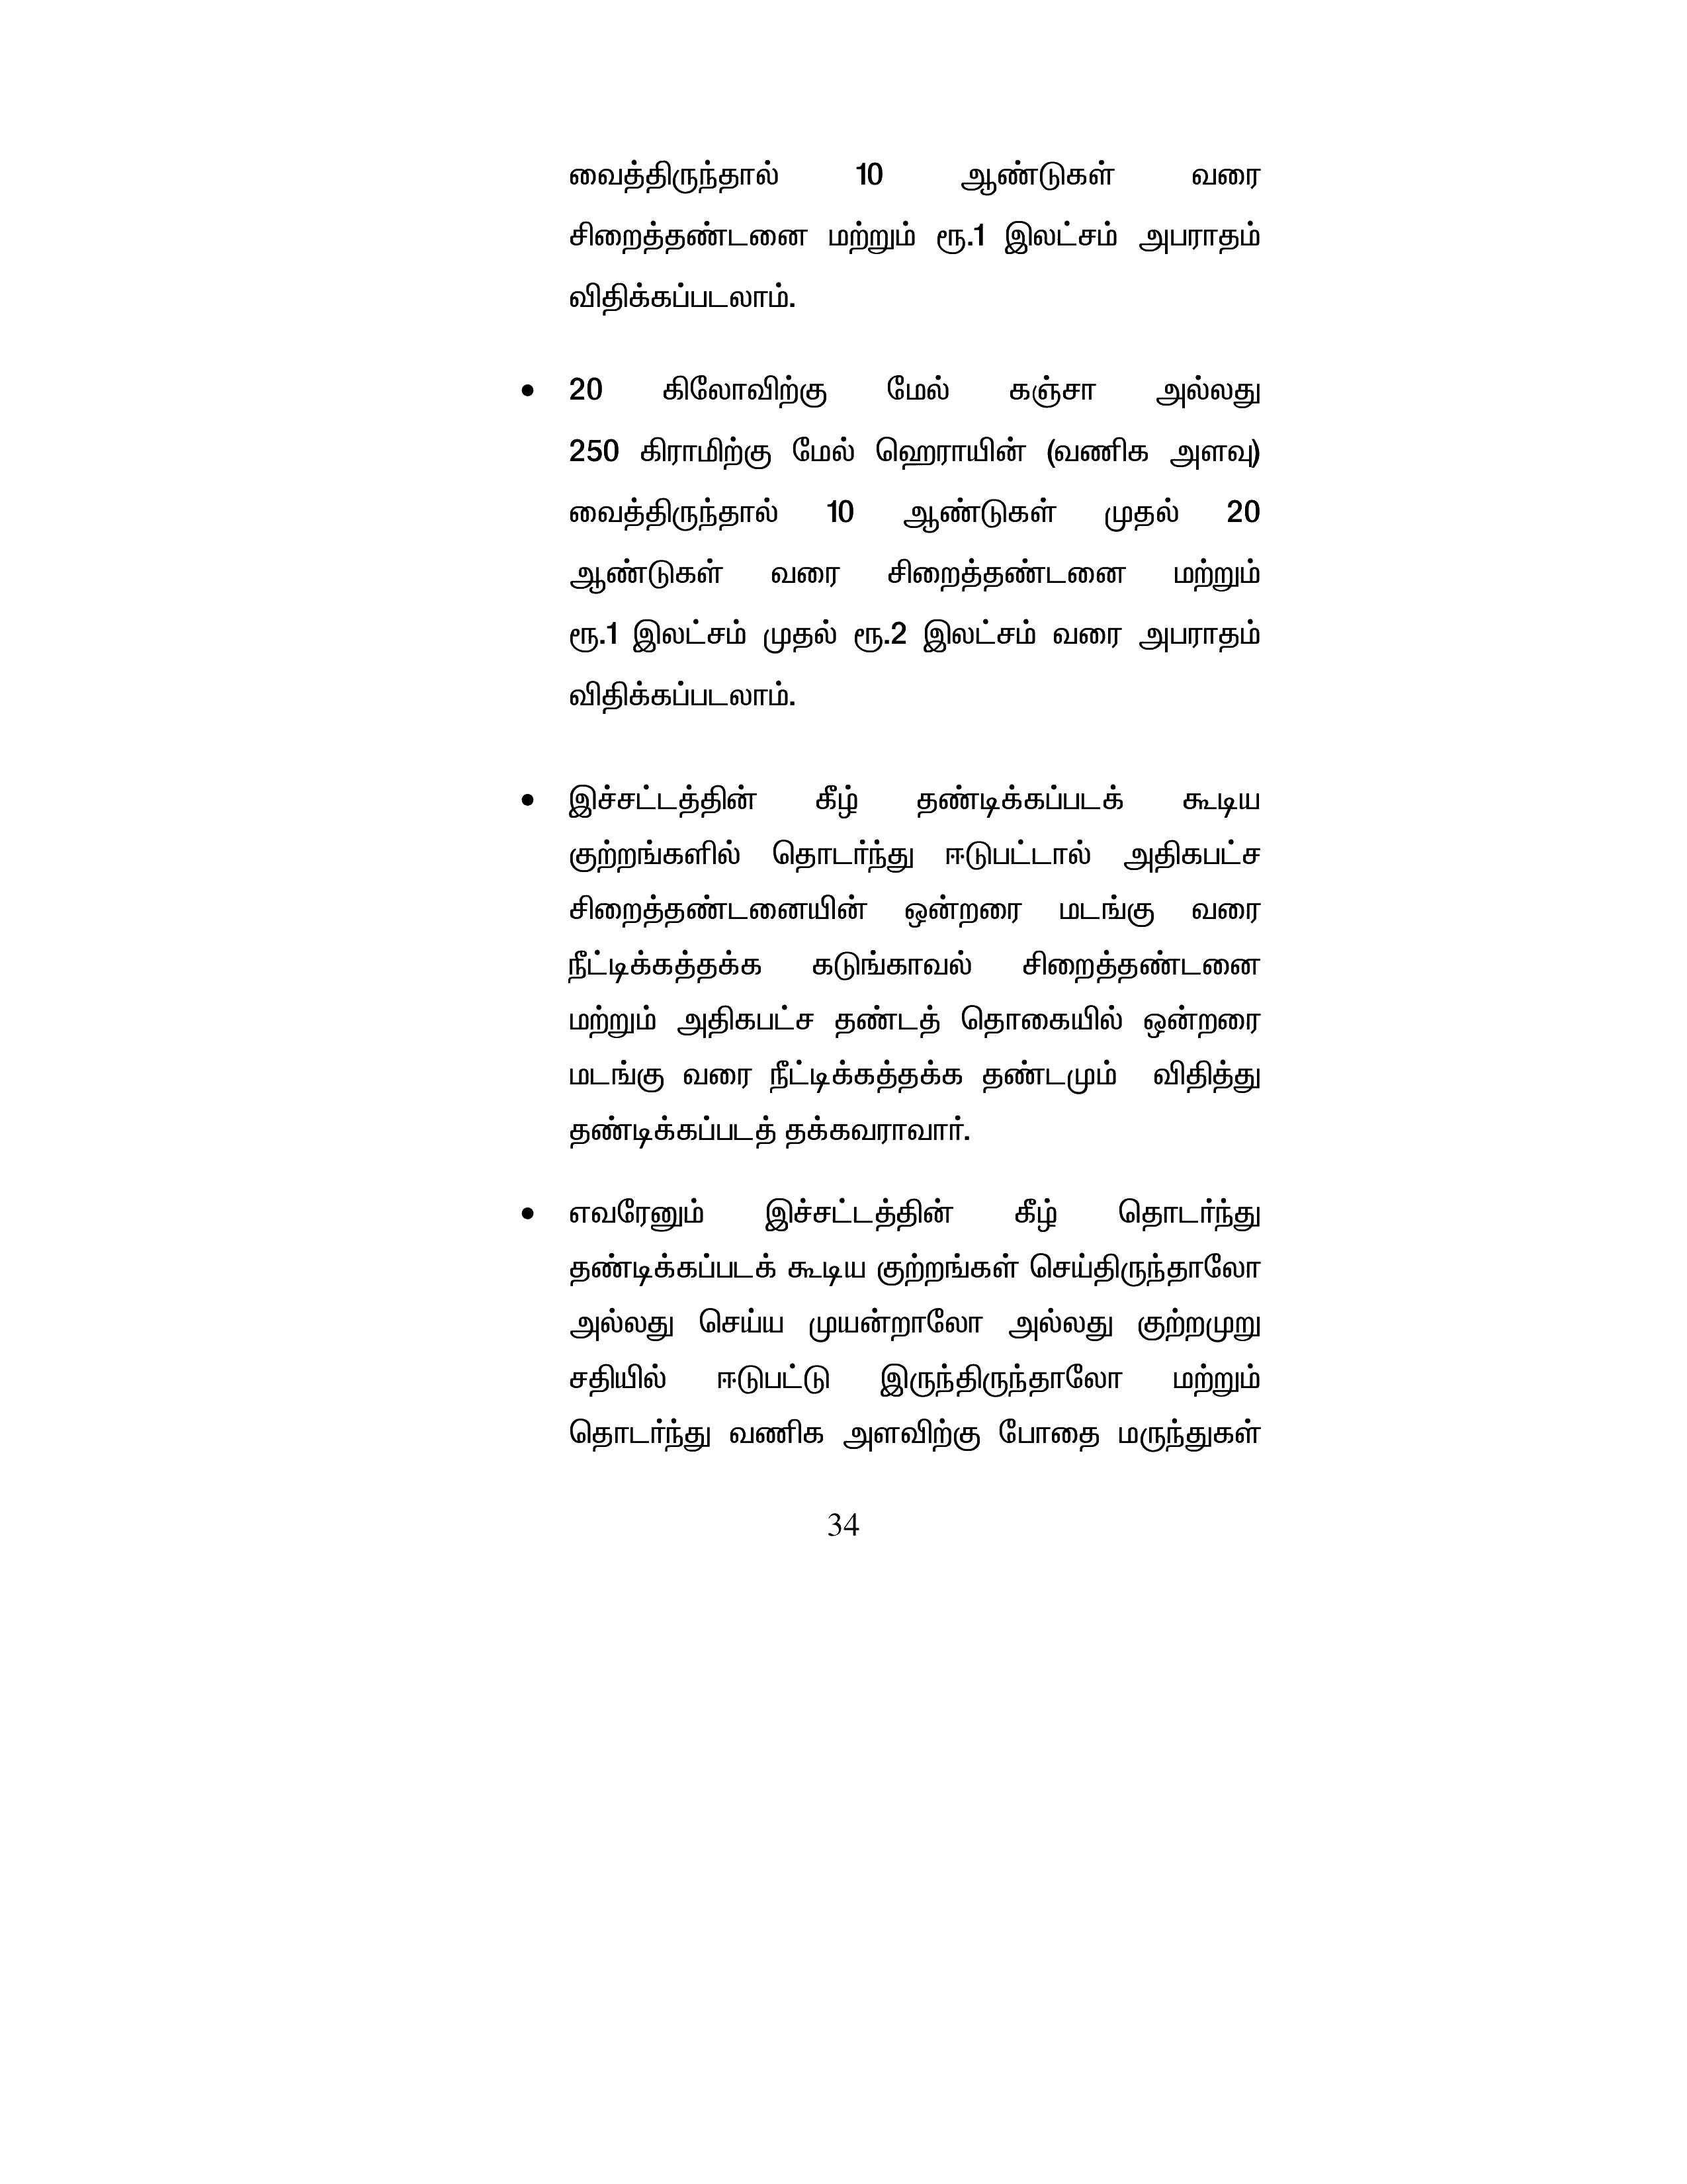 வைத்திருந்தால் 10 ஆண்டுகள் வரை
சிறைத்தண்டனை மற்றும் ரூ.1 இலட்சம் அபராதம்
விதிக்கப்படலாம்.
• 20 கிலோவிற்கு மேல் கஞ்சா அல்லது
250 கிராமிற்கு மேல் ஹெராயின் (வணிக அளவு)
வைத்திருந்தால் 10 ஆண்டுகள் முதல் 20
ஆண்டுகள் வரை சிறைத்தண்டனை மற்றும்
ரூ.1 இலட்சம் முதல் ரூ.2 இலட்சம் வரை அபராதம்
விதிக்கப்படலாம்.
• இச்சட்டத்தின் கீழ் தண்டிக்கப்படக் கூடிய
குற்றங்களில் தொடர்ந்து ஈடுபட்டால் அதிகபட்ச
சிறைத்தண்டனையின் ஒன்றரை மடங்கு வரை
நீட்டிக்கத்தக்க கடுங்காவல் சிறைத்தண்டனை
மற்றும் அதிகபட்ச தண்டத் தொகையில் ஒன்றரை
மடங்கு வரை நீட்டிக்கத்தக்க தண்டமும் விதித்து
தண்டிக்கப்படத் தக்கவராவார்.
• எவரேனும் இச்சட்டத்தின் கீழ் தொடர்ந்து
தண்டிக்கப்படக் கூடிய குற்றங்கள் செய்திருந்தாலோ
அல்லது செய்ய முயன்றாலோ அல்லது குற்றமுறு
சதியில் ஈடுபட்டு இருந்திருந்தாலோ மற்றும்
தொடர்ந்து வணிக அளவிற்கு போதை மருந்துகள்
34